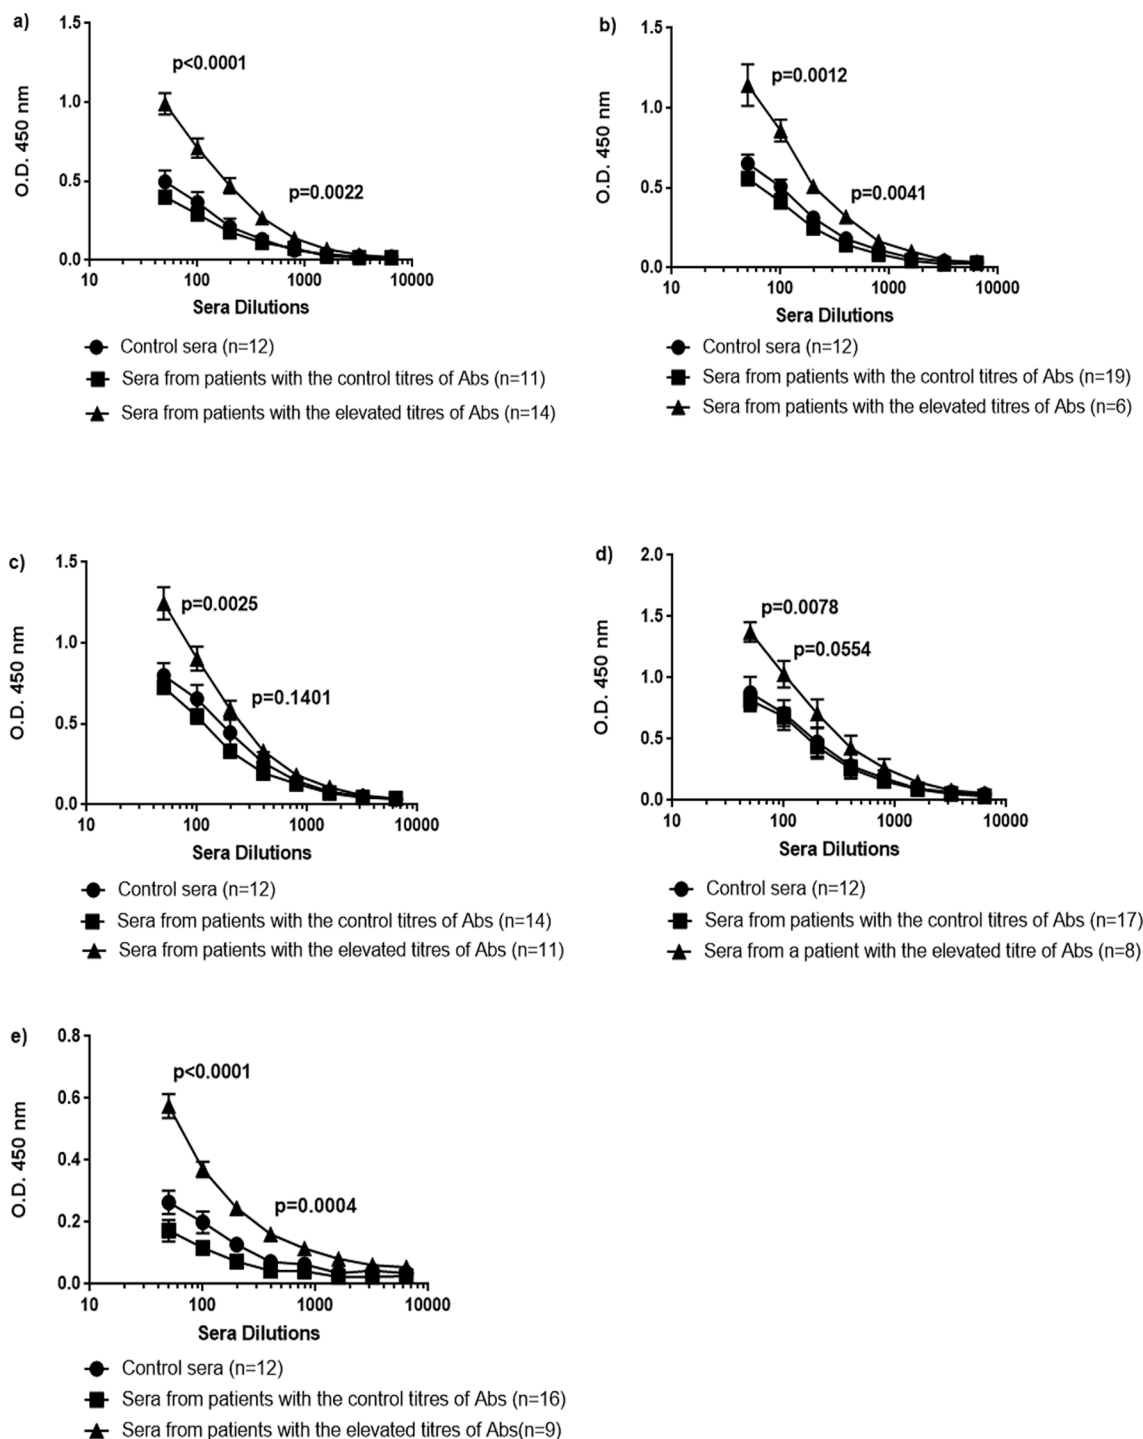 a)
1.5
1.0
0.5
0.0
O.D. 450 nm
p<0.0001
p=0.0022
10
100
1000
10000
Sera Dilutions
Control sera (n=12)
Sera from patients with the control titres of Abs (n=11)
Sera from patients with the elevated titres of Abs (n=14)
b)
1.5
1.0
0.5
0.0
O.D. 450 nm
p=0.0012
p=0.0041
10
100
1000
10000
Sera Dilutions
Control sera (n=12)
Sera from patients with the control titres of Abs (n=19)
Sera from patients with the elevated titres of Abs (n=6)
c)
1.5
1.0
0.5
0.0
O.D. 450 nm
p=0.0025
p=0.1401
10
100
1000
10000
Sera Dilutions
Control sera (n=12)
Sera from patients with the control titres of Abs (n=14)
Sera from patients with the elevated titres of Abs (n=11)
d)
2.0
1.5
1.0
0.5
0.0
O.D. 450 nm
p=0.0078
p=0.0554
10
100
1000
10000
Sera Dilutions
Control sera (n=12)
Sera from patients with the control titres of Abs (n=17)
Sera from a patient with the elevated titre of Abs (n=8)
e)
0.8
0.6
0.4
0.2
0.0
O.D. 450 nm
p<0.0001
p=0.0004
10
100
1000
10000
Sera Dilutions
Control sera (n=12)
Sera from patients with the control titres of Abs (n=16)
Sera from patients with the elevated titres of Abs(n=9)